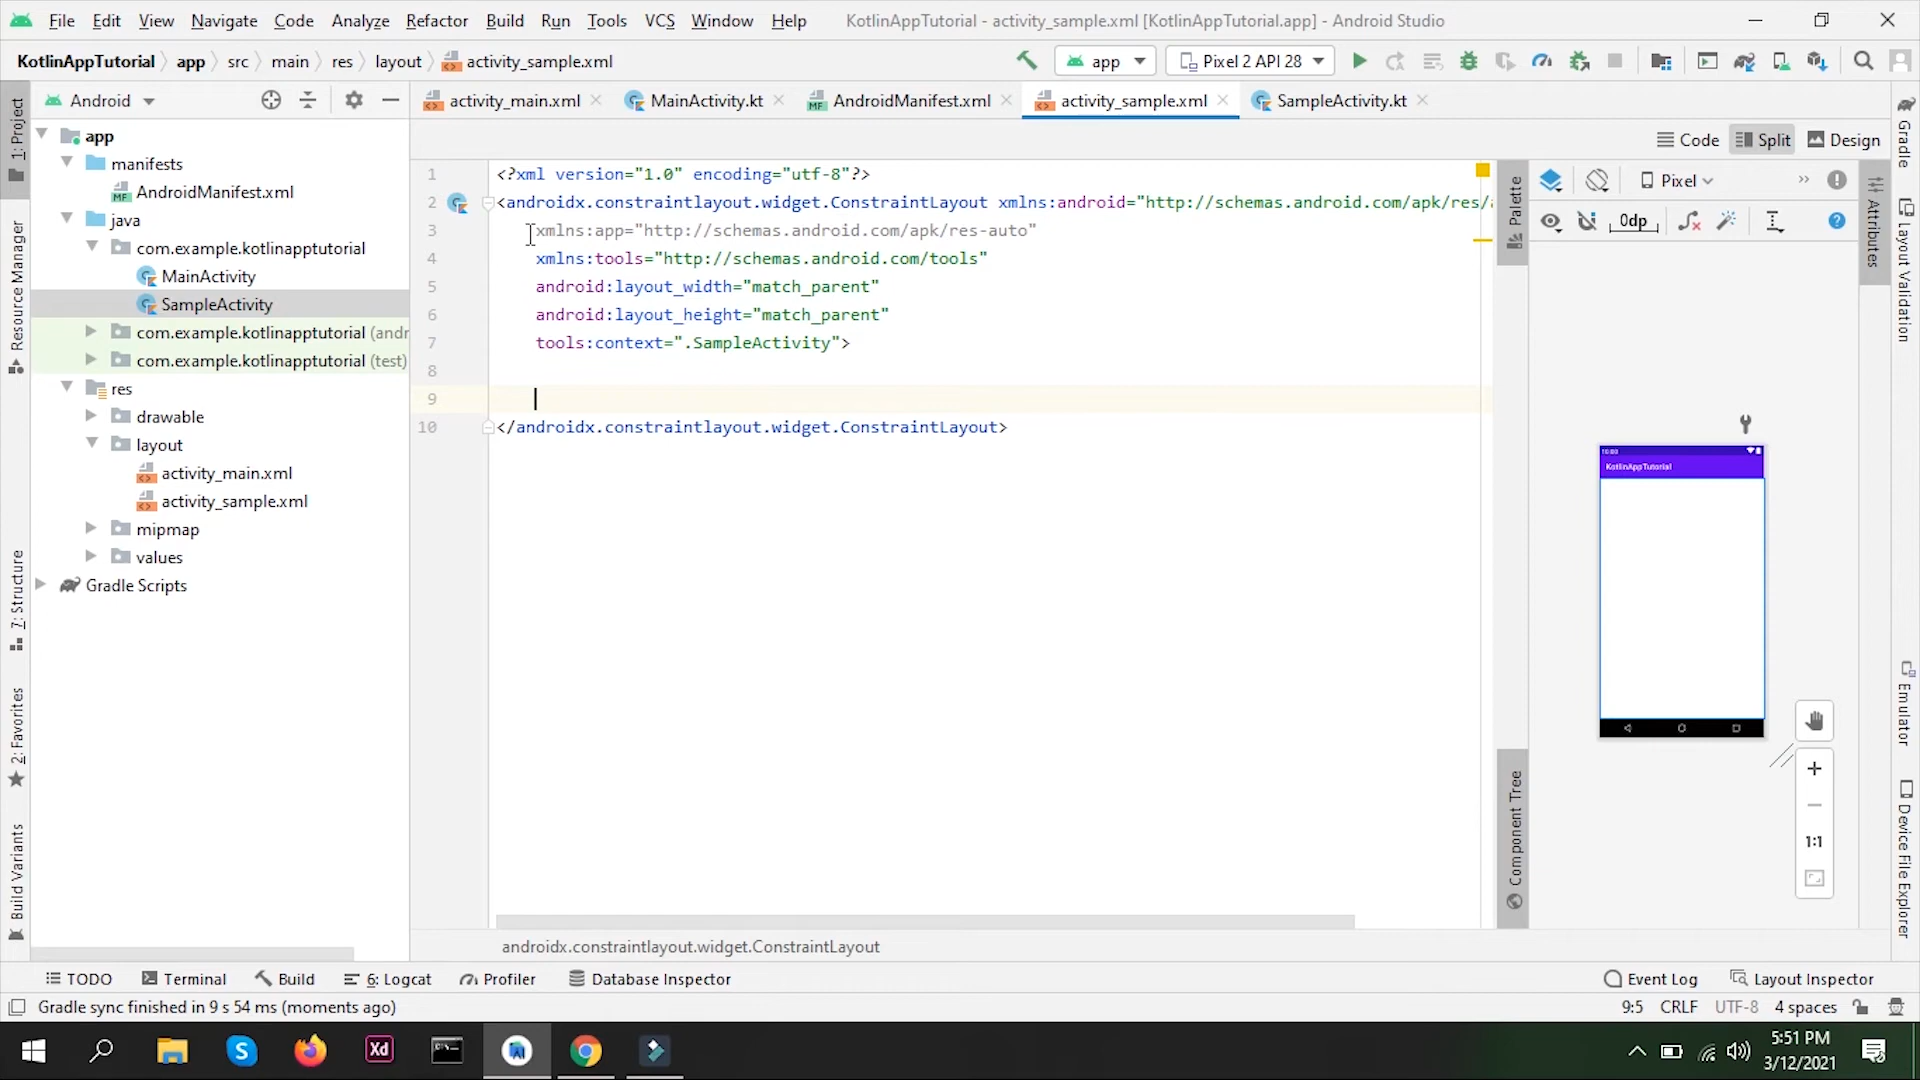 File Edit View Navigate Code Analyze Refactor Build Run Tools VCS Window Help KotlinAppTutorial - activity_sample.xml [KotlinAppTutorial.app] - Android Studio
KotlinAppTutorial app src main res layout activity_sample.xml app Pixel 2 API 28
Android activity_main.xml MainActivity.kt AndroidManifest.xml activity_sample.xml SampleActivity.kt
Code Split Design
1: Project
Resource Manager
7: Structure
2: Favorites
Build Variants
app
manifests
AndroidManifest.xml
java
com.example.kotlinapptutorial
MainActivity
SampleActivity
com.example.kotlinapptutorial (andr
com.example.kotlinapptutorial (test)
res
drawable
layout
activity_main.xml
activity_sample.xml
mipmap
values
Gradle Scripts
1 <?xml version="1.0" encoding="utf-8"?>
2 <androidx.constraintlayout.widget.ConstraintLayout xmlns:android="http://schemas.android.com/apk/res/a
3 xmlns:app="http://schemas.android.com/apk/res-auto"
4 xmlns:tools="http://schemas.android.com/tools"
5 android:layout_width="match_parent"
6 android:layout_height="match_parent"
7 tools:context=".SampleActivity">
8
9
10 </androidx.constraintlayout.widget.ConstraintLayout>
androidx.constraintlayout.widget.ConstraintLayout
Palette
Component Tree
Pixel
0dp
KotlinAppTutorial
1:1
Attributes
Gradle
Layout Validation
Emulator
Device File Explorer
TODO Terminal Build 6: Logcat Profiler Database Inspector Event Log Layout Inspector
Gradle sync finished in 9 s 54 ms (moments ago) 9:5 CRLF UTF-8 4 spaces
Xd
5:51 PM
3/12/2021